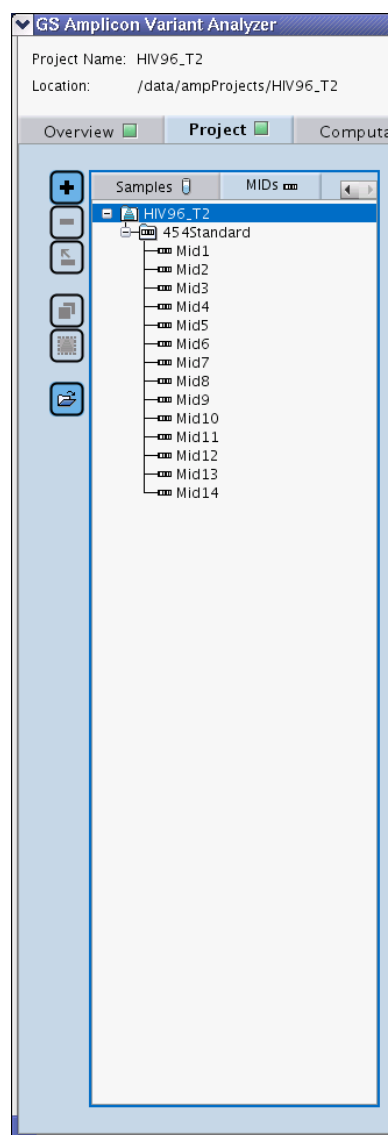 GS Amplicon Variant Analyzer
Project Name: HIV96_T2
Location: /data/ampProjects/HIV96_T2
Overview Project Computa
Samples MIDs
HIV96_T2
454Standard
Mid1
Mid2
Mid3
Mid4
Mid5
Mid6
Mid7
Mid8
Mid9
Mid10
Mid11
Mid12
Mid13
Mid14